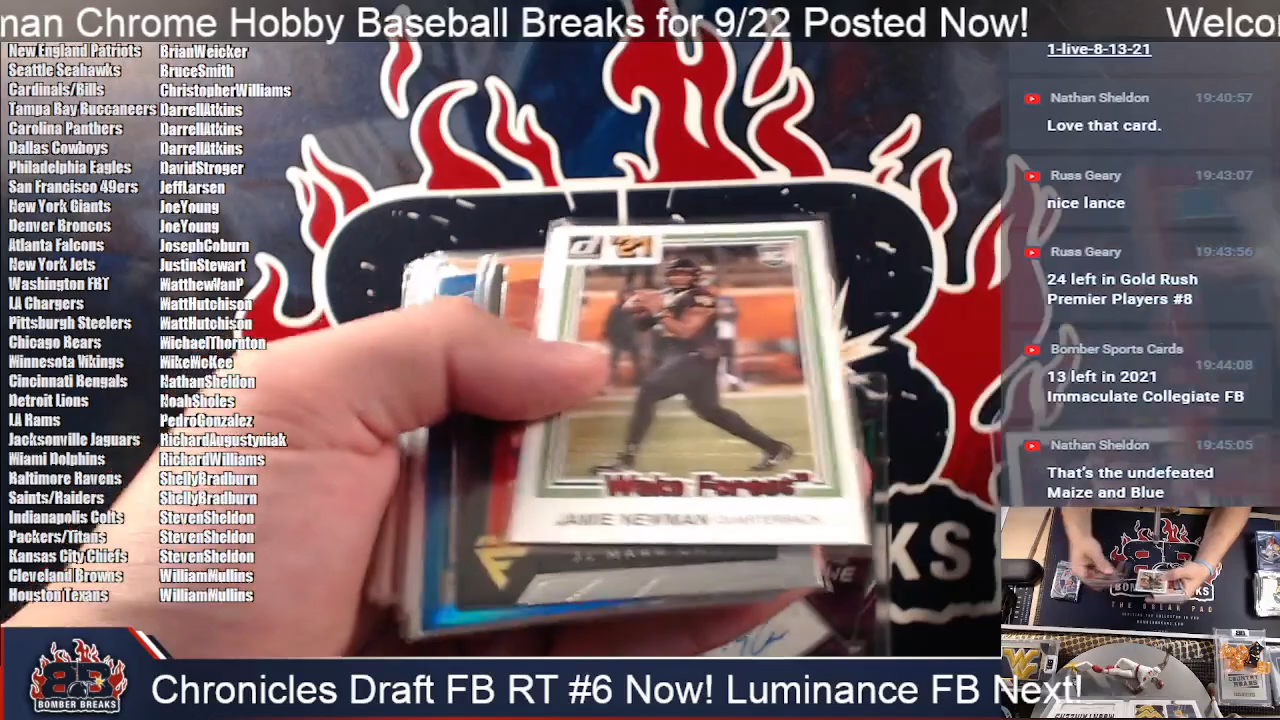 man Chrome Hobby Baseball Breaks for 9/22 Posted Now! Welco
New England Patriots BrianWeicker
Seattle Seahawks BruceSmith
Cardinals/Bills ChristopherWilliams
Tampa Bay Buccaneers DarrellAtkins
Carolina Panthers DarrellAtkins
Dallas Cowboys DarrellAtkins
Philadelphia Eagles DavidStroger
San Francisco 49ers JeffLarsen
New York Giants JoeYoung
Denver Broncos JoeYoung
Atlanta Falcons JosephCoburn
New York Jets JustinStewart
Washington FBT MatthewVanP
LA Chargers MattHutchison
Pittsburgh Steelers MattHutchison
Chicago Bears MichaelThornton
Minnesota Vikings MikeMcKee
Cincinnati Bengals NathanSheldon
Detroit Lions NoahSholes
LA Rams PedroGonzalez
Jacksonville Jaguars RichardAugustyniak
Miami Dolphins RichardWilliams
Baltimore Ravens ShellyBradburn
Saints/Raiders ShellyBradburn
Indianapolis Colts StevenSheldon
Packers/Titans StevenSheldon
Kansas City Chiefs StevenSheldon
Cleveland Browns WilliamMullins
Houston Texans WilliamMullins
'21
Wake Forest
JAMIE NEWMAN QUARTERBACK
KS
1-live-8-13-21
Nathan Sheldon 19:40:57
Love that card.
Russ Geary 19:43:07
nice lance
Russ Geary 19:43:56
24 left in Gold Rush
Premier Players #8
Bomber Sports Cards 19:44:08
13 left in 2021
Immaculate Collegiate FB
Nathan Sheldon 19:45:05
That's the undefeated
Maize and Blue
THE BREAK PAD
BOMBER BREAKS
Chronicles Draft FB RT #6 Now! Luminance FB Next!